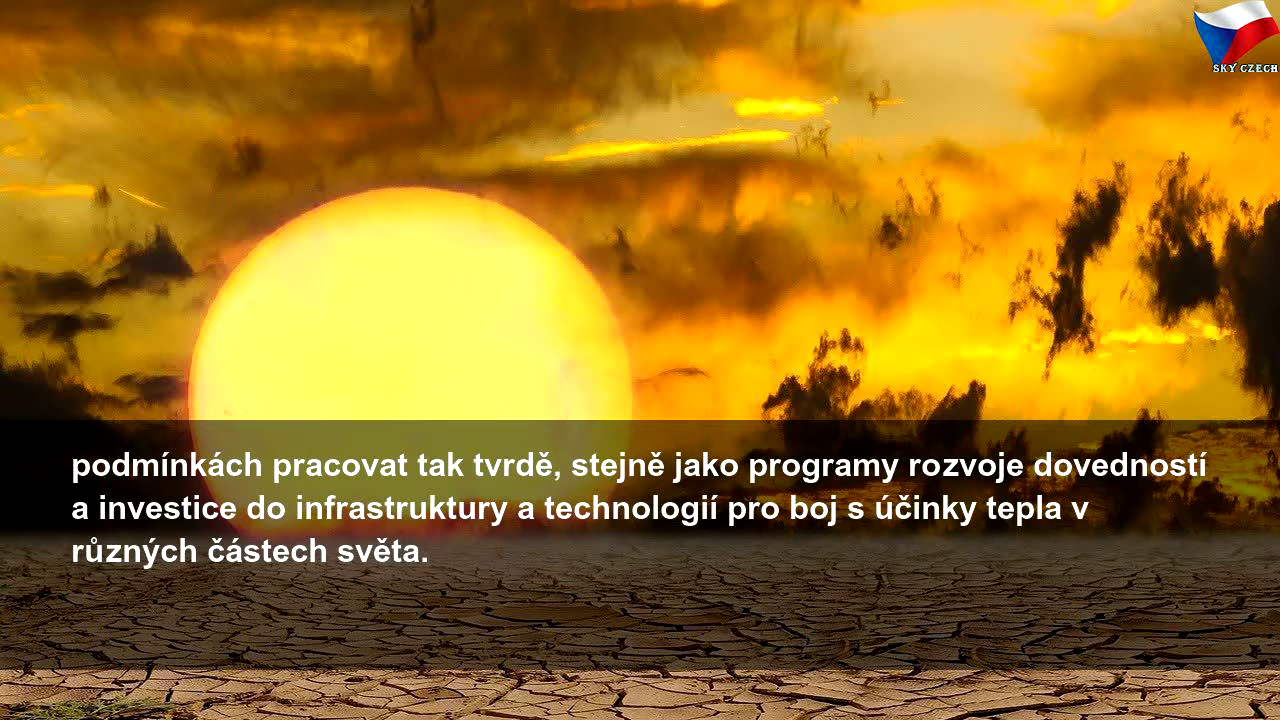 SKY CZECH
podmínkách pracovat tak tvrdě, stejně jako programy rozvoje dovedností
a investice do infrastruktury a technologií pro boj s účinky tepla v
různých částech světa.